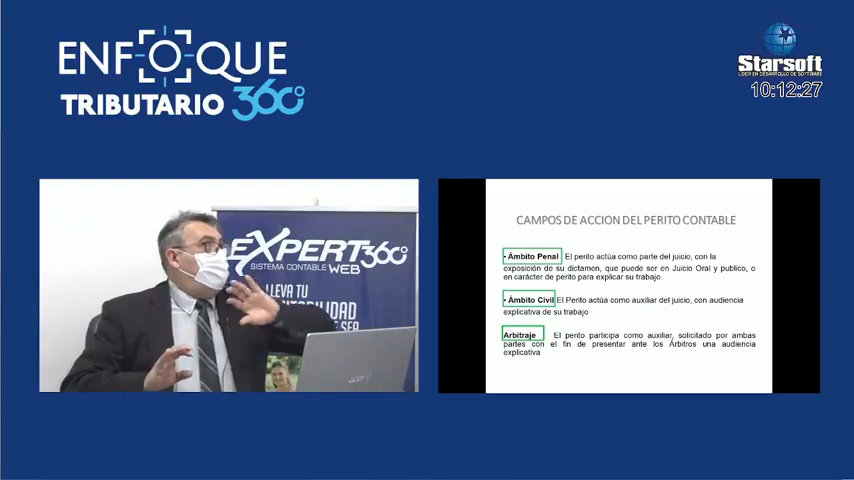 ENFOQUE
TRIBUTARIO 360°
Starsoft
LIDER EN DESARROLLO DE SOFTWARE
10:12:27
EXPERT360°
SISTEMA CONTABLE WEB
LLEVA TU
SEA
acer
CAMPOS DE ACCION DEL PERITO CONTABLE
• Àmbito Penal El perito actúa como parte del juicio, con la
exposición de su dictamen, que puede ser en Juicio Oral y publico, o
en carácter de perito para explicar su trabajo.
• Àmbito Civil El Perito actúa como auxiliar del juicio, con audiencia
explicativa de su trabajo
Arbitraje El perito participa como auxiliar, solicitado por ambas
partes con el fin de presentar ante los Árbitros una audiencia
explicativa